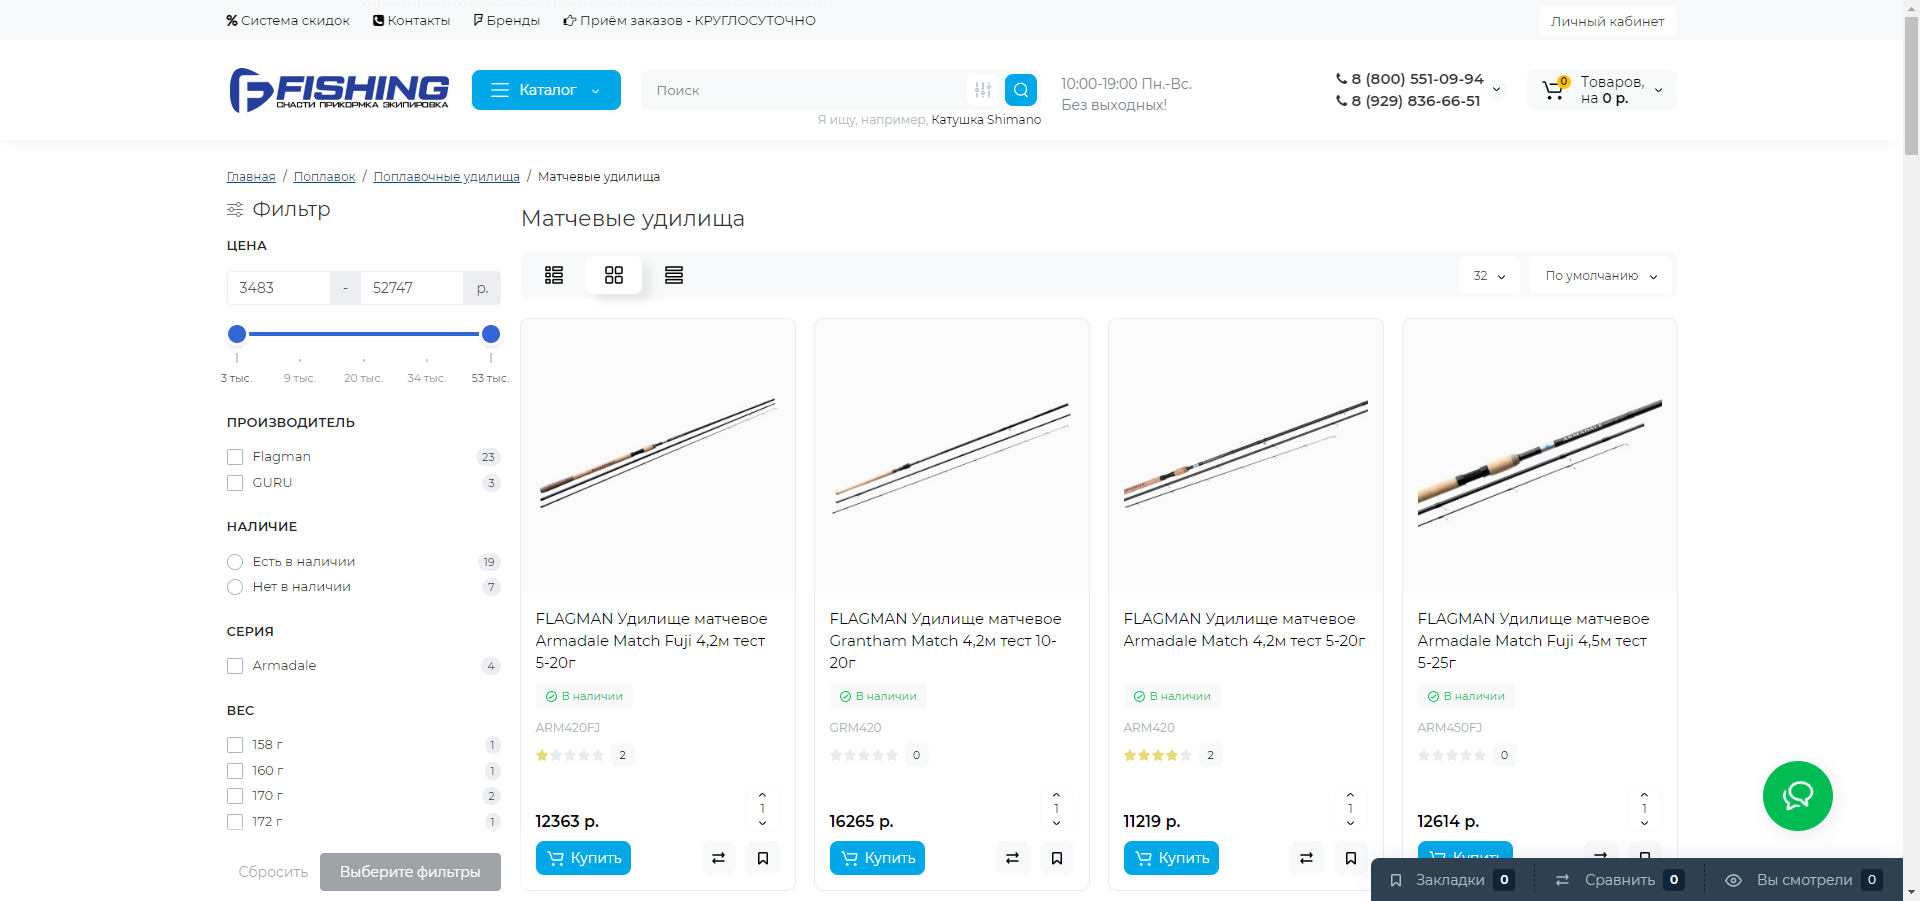 Система скидок
Контакты
Бренды
Приём заказов - КРУГЛОСУТОЧНО
Личный кабинет
FISHING
СНАСТИ ПРИКОРМКА ЭКИПИРОВКА
Каталог
Поиск
Я ищу, например, Катушка Shimano
10:00-19:00 Пн.-Вс.
Без выходных!
8 (800) 551-09-94
8 (929) 836-66-51
0
Товаров,
на 0 р.
Главная / Поплавок / Поплавочные удилища / Матчевые удилища
Фильтр
ЦЕНА
3483 - 52747 р.
3 тыс. 9 тыс. 20 тыс. 34 тыс. 53 тыс.
ПРОИЗВОДИТЕЛЬ
Flagman 23
GURU 3
НАЛИЧИЕ
Есть в наличии 19
Нет в наличии 7
СЕРИЯ
Armadale 4
ВЕС
158 г 1
160 г 1
170 г 2
172 г 1
Сбросить
Выберите фильтры
Матчевые удилища
32
По умолчанию
FLAGMAN Удилище матчевое
Armadale Match Fuji 4,2м тест
5-20г
В наличии
ARM420FJ
2
1
12363 р.
Купить
FLAGMAN Удилище матчевое
Grantham Match 4,2м тест 10-
20г
В наличии
GRM420
0
1
16265 р.
Купить
FLAGMAN Удилище матчевое
Armadale Match 4,2м тест 5-20г
В наличии
ARM420
2
1
11219 р.
Купить
FLAGMAN Удилище матчевое
Armadale Match Fuji 4,5м тест
5-25г
В наличии
ARM450FJ
0
1
12614 р.
Купить
Закладки 0
Сравнить 0
Вы смотрели 0